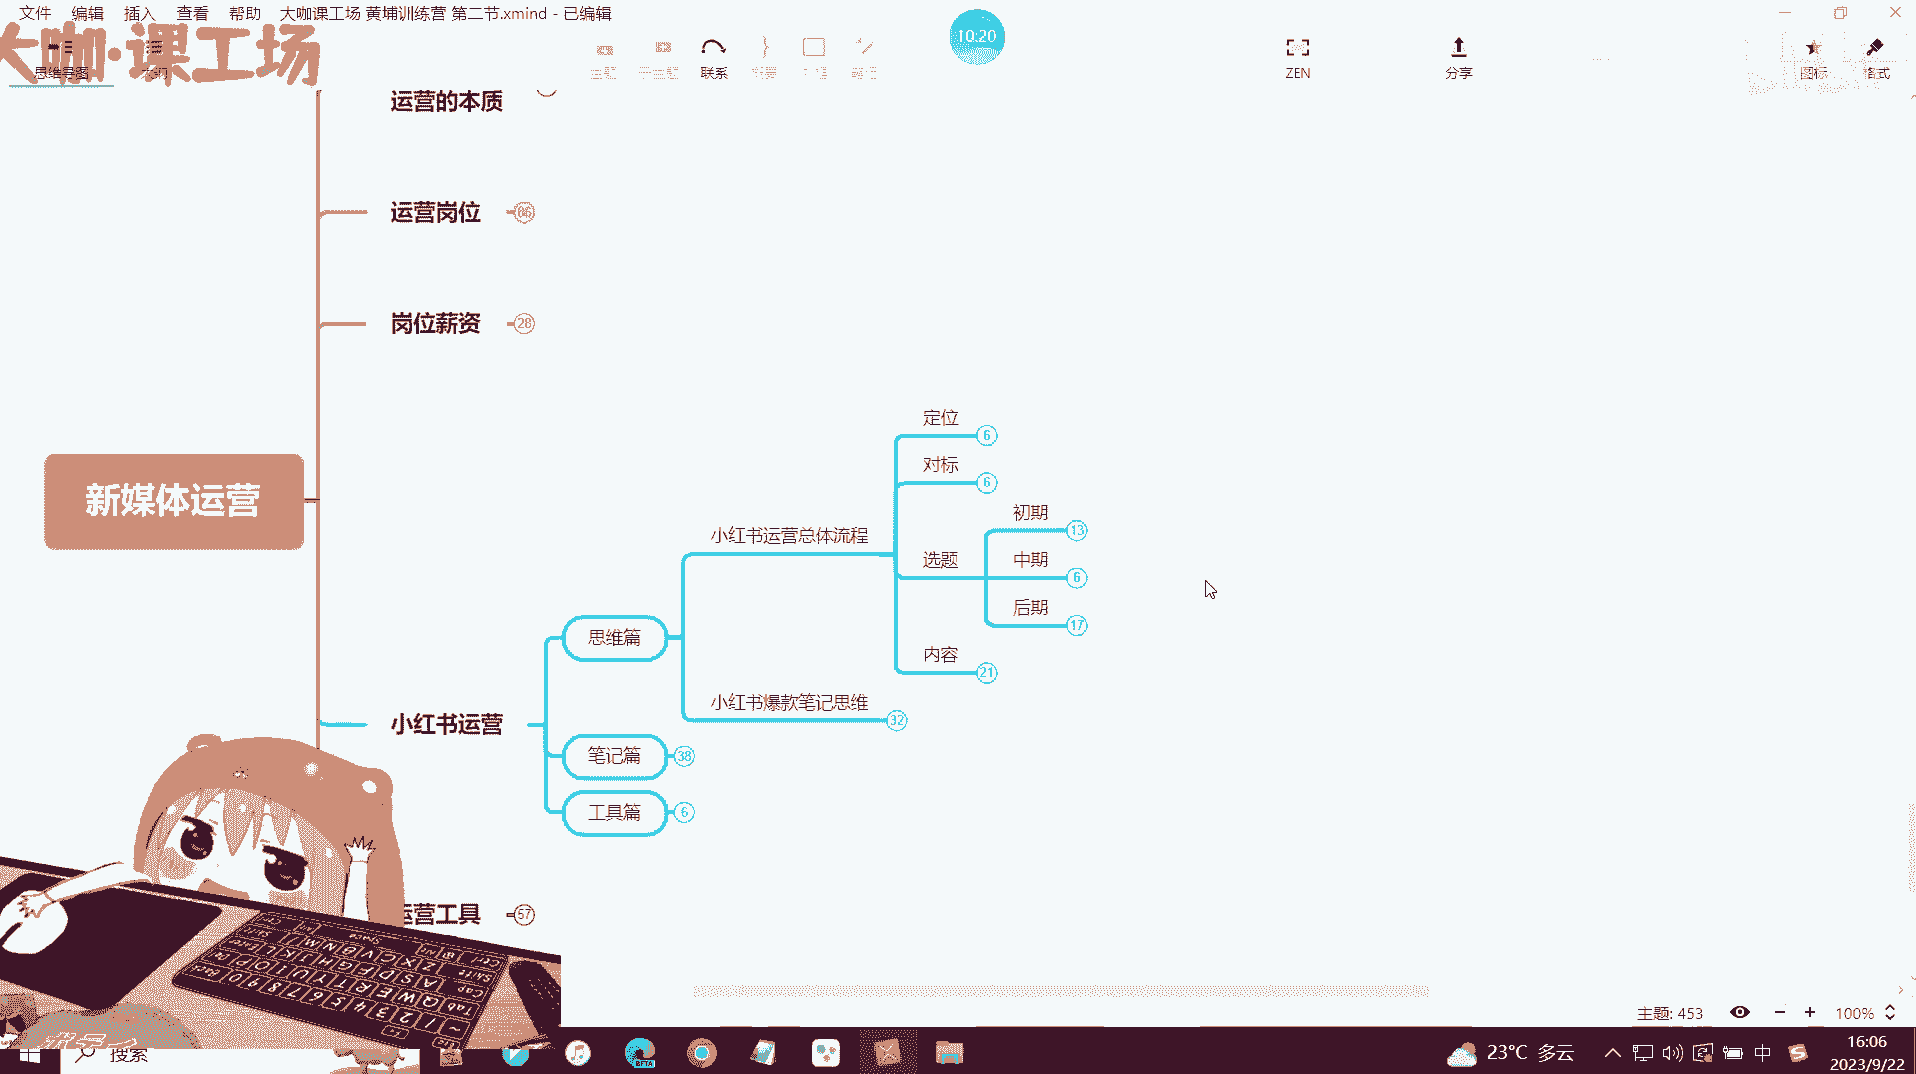 文件 编辑 插入 查看 帮助 大咖课工场 黄埔训练营 第二节.xmind - 已编辑
大咖·课工场
思维导图
联系
10:20
ZEN
分享
图标
格式
运营的本质
运营岗位
岗位薪资 28
新媒体运营
定位 6
对标 6
小红书运营总体流程
选题
初期 13
中期 6
后期 17
内容 21
思维篇
小红书爆款笔记思维 32
小红书运营
笔记篇 38
工具篇 6
运营工具 57
主题: 453
100%
搜索
BETA
23°C 多云
中
16:06
2023/9/22